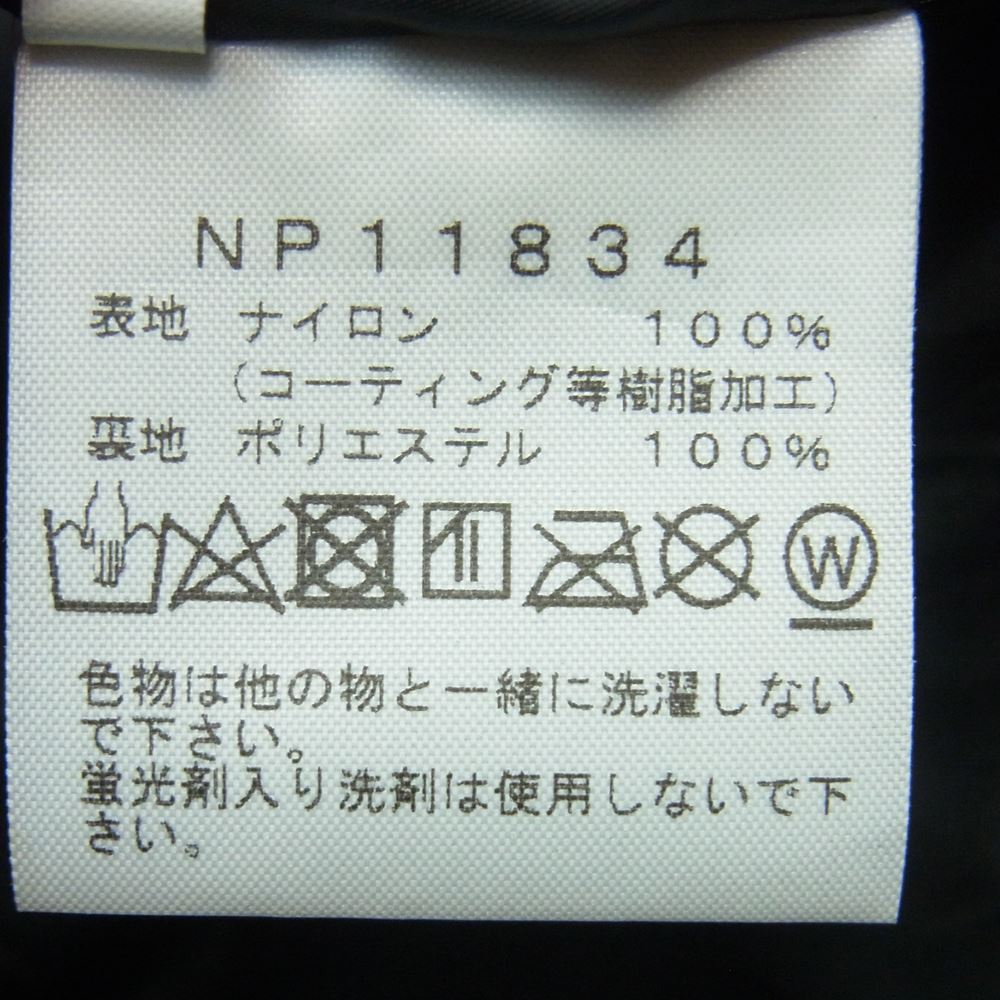 NP11834
表地 ナイロン 100%
(コーティング等樹脂加工)
裏地 ポリエステル 100%
W
色物は他の物と一緒に洗濯しない
で下さい。
蛍光剤入り洗剤は使用しないで下
さい。